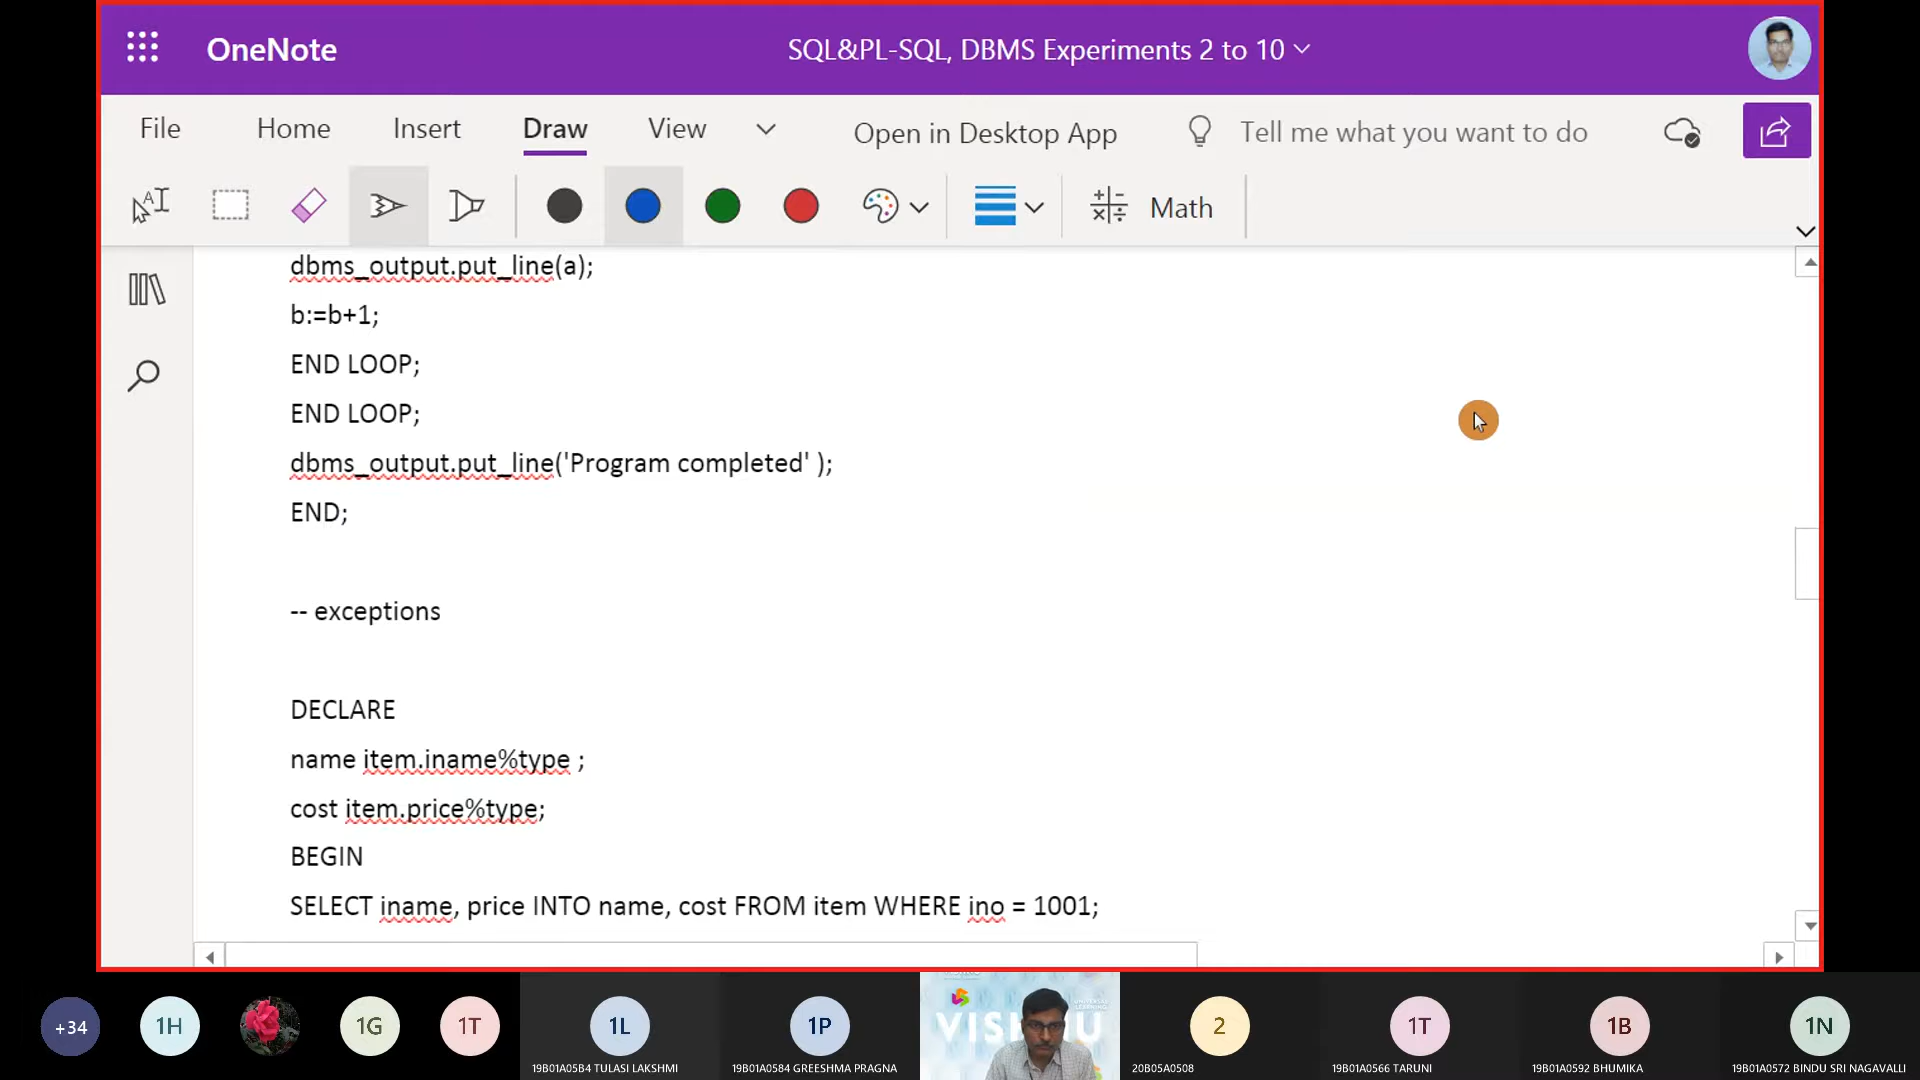 OneNote
SQL&PL-SQL, DBMS Experiments 2 to 10
File Home Insert Draw View Open in Desktop App Tell me what you want to do
Math
dbms_output.put_line(a);
b:=b+1;
END LOOP;
END LOOP;
dbms_output.put_line('Program completed' );
END;
-- exceptions
DECLARE
name item.iname%type ;
cost item.price%type;
BEGIN
SELECT iname, price INTO name, cost FROM item WHERE ino = 1001;
+34 1H 1G 1T 1L 1P 2 1T 1B 1N
19B01A05B4 TULASI LAKSHMI 19B01A0584 GREESHMA PRAGNA 20B05A0508 19B01A0566 TARUNI 19B01A0592 BHUMIKA 19B01A0572 BINDU SRI NAGAVALLI